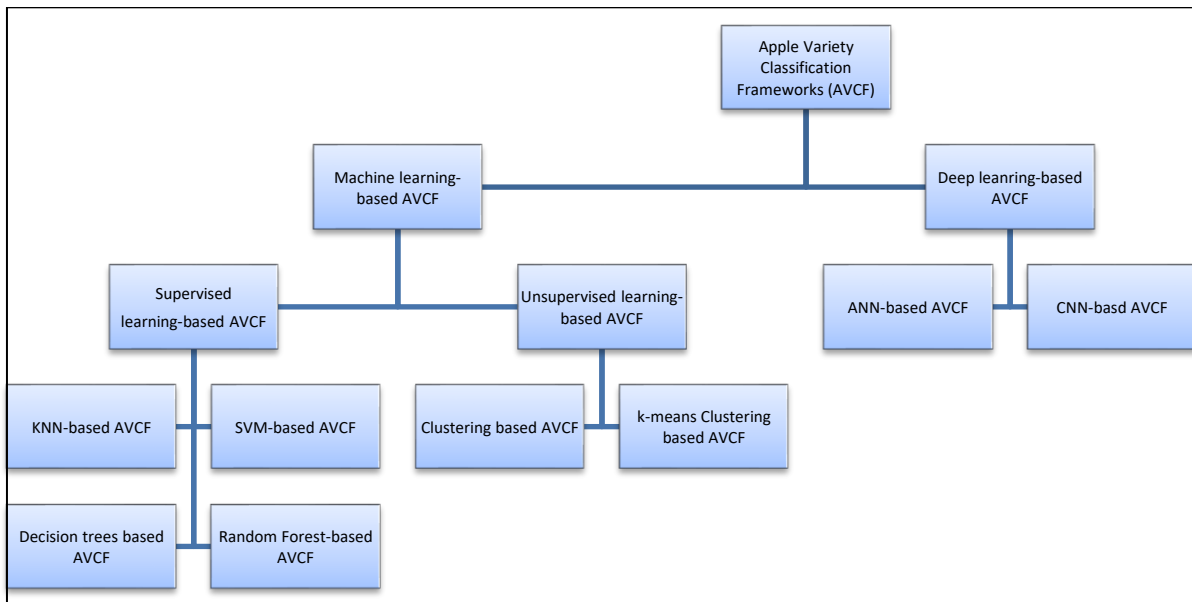 Apple Variety
Classification
Frameworks (AVCF)
Machine learning-
based AVCF
Deep leanring-based
AVCF
Supervised
learning-based AVCF
Unsupervised learning-
based AVCF
ANN-based AVCF
CNN-basd AVCF
KNN-based AVCF
SVM-based AVCF
Clustering based AVCF
k-means Clustering
based AVCF
Decision trees based
AVCF
Random Forest-based
AVCF